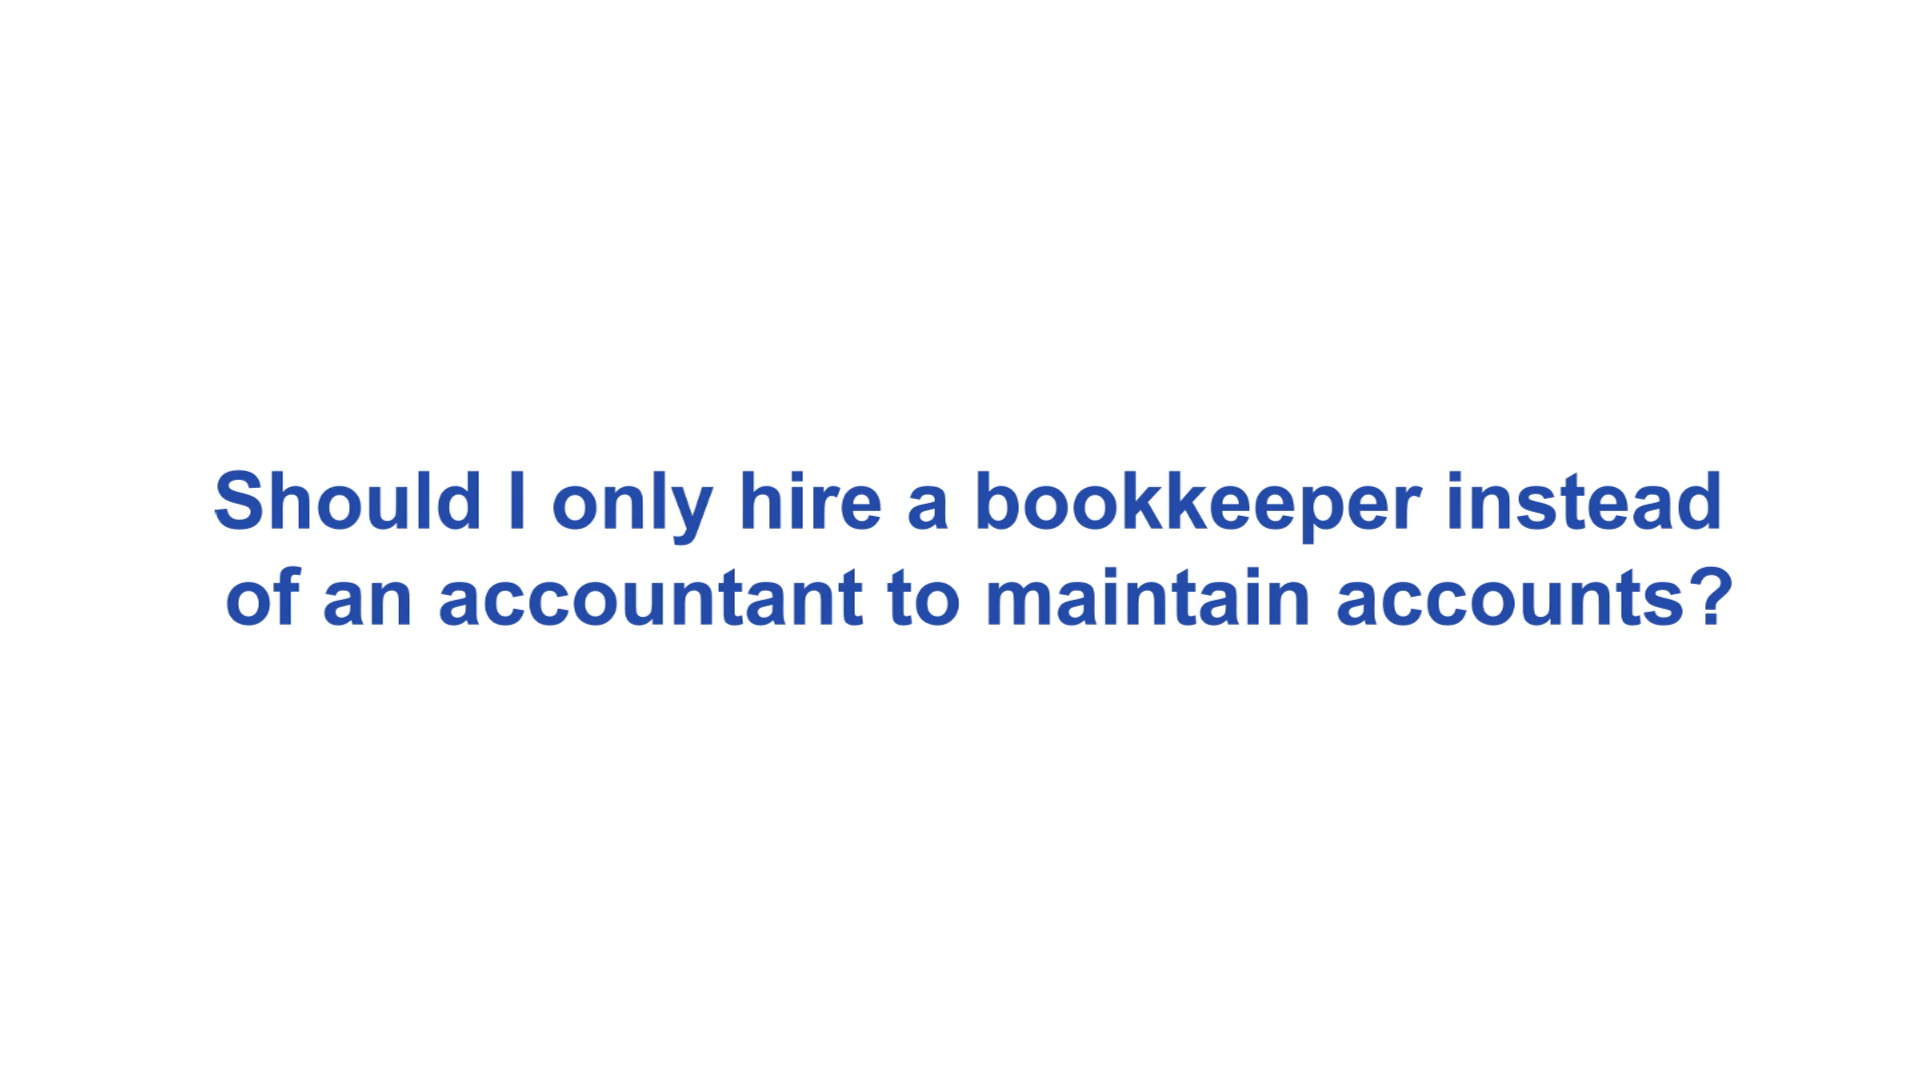 Should I only hire a bookkeeper instead
of an accountant to maintain accounts?